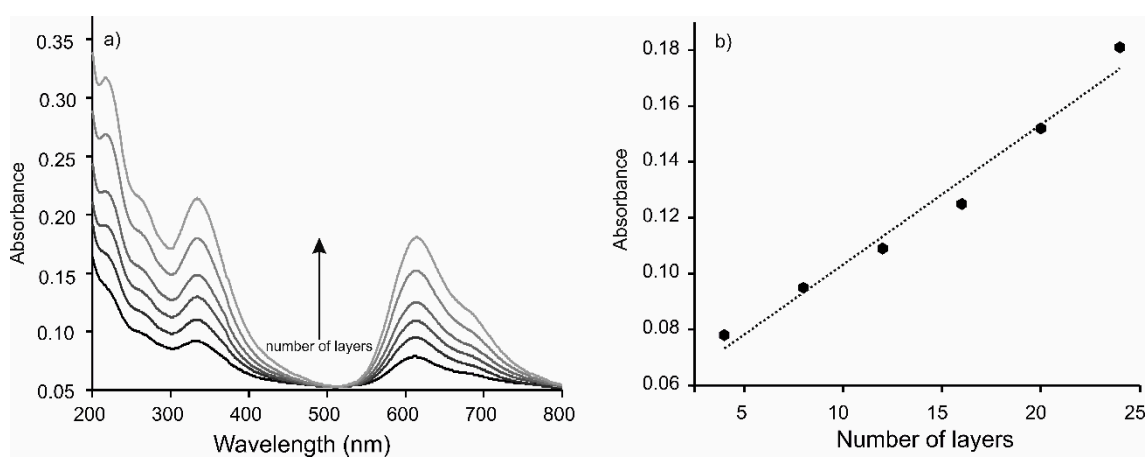 a)
0.35
0.30
0.25
0.20
0.15
0.10
0.05
Absorbance
number of layers
200 300 400 500 600 700 800
Wavelength (nm)
b)
0.18
0.16
0.14
0.12
0.10
0.08
0.06
Absorbance
5 10 15 20 25
Number of layers